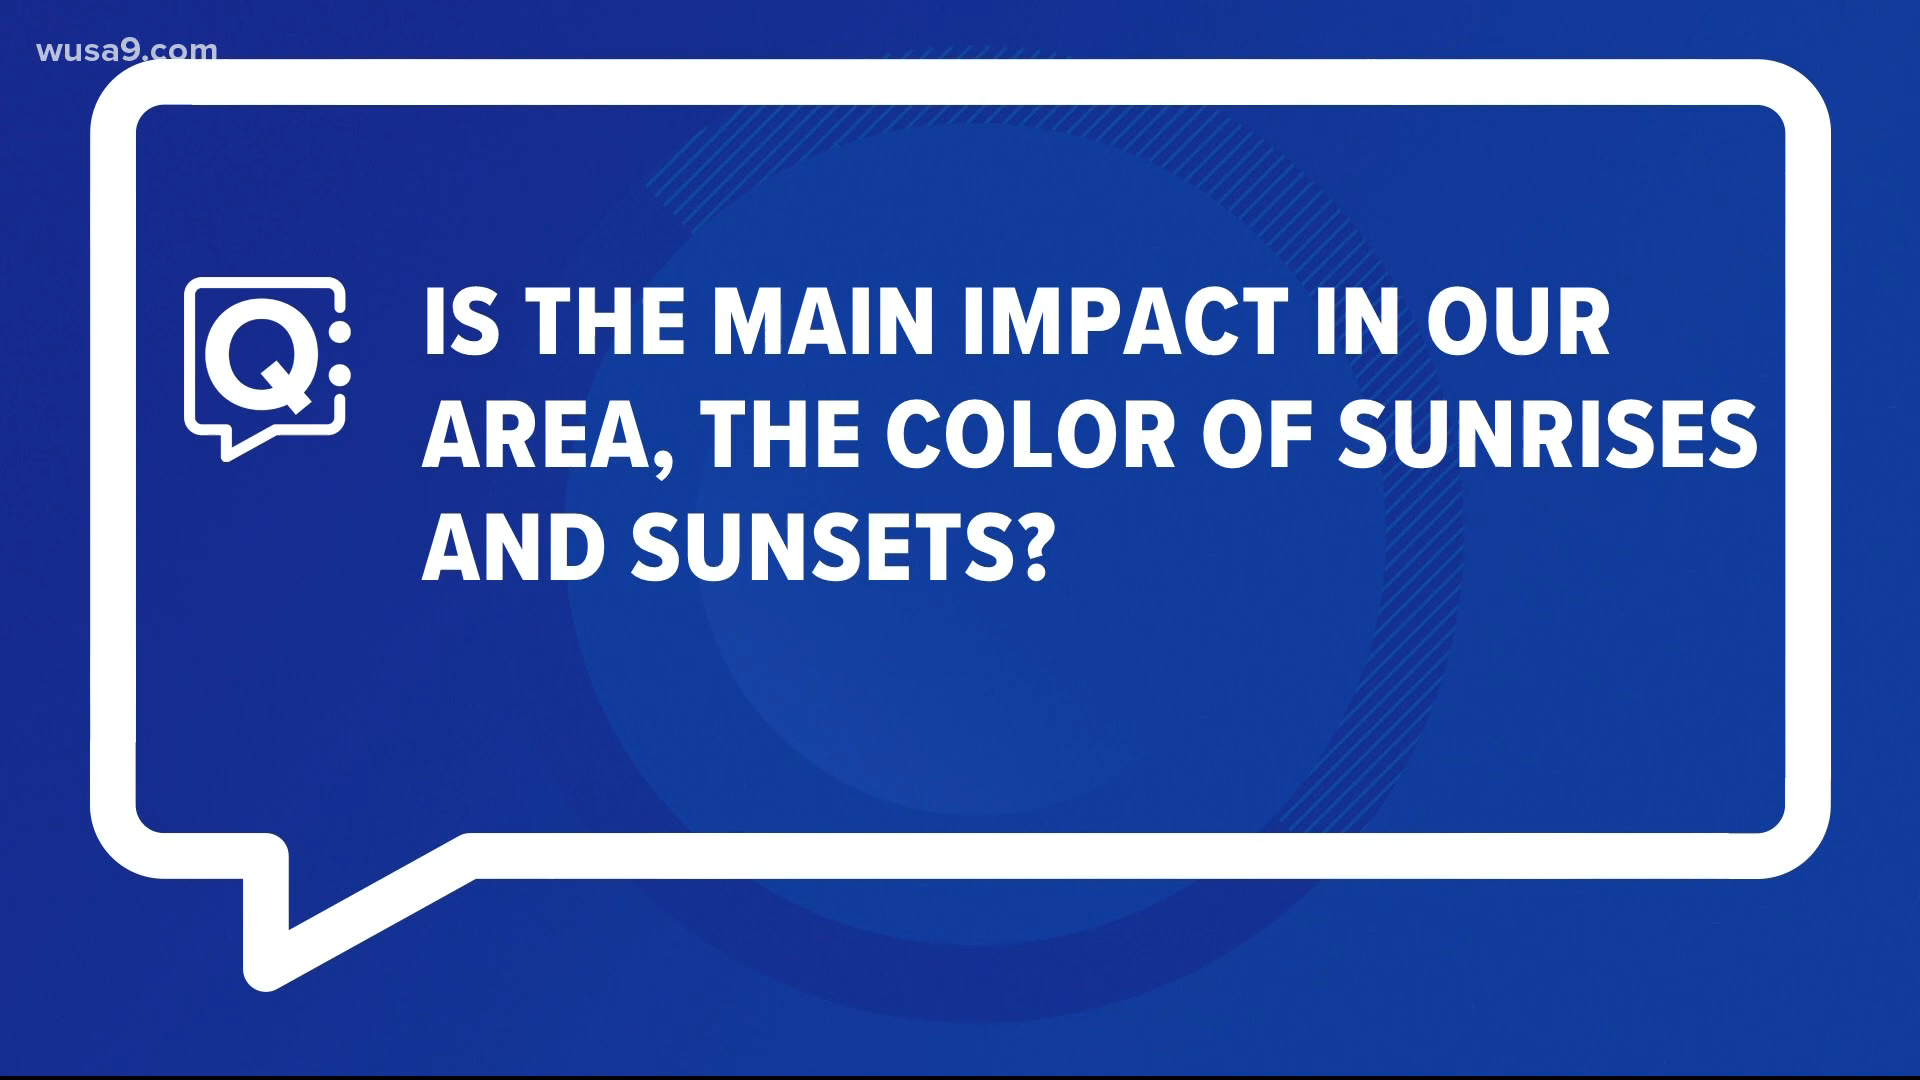 wusa9.com
Q:
IS THE MAIN IMPACT IN OUR
AREA, THE COLOR OF SUNRISES
AND SUNSETS?